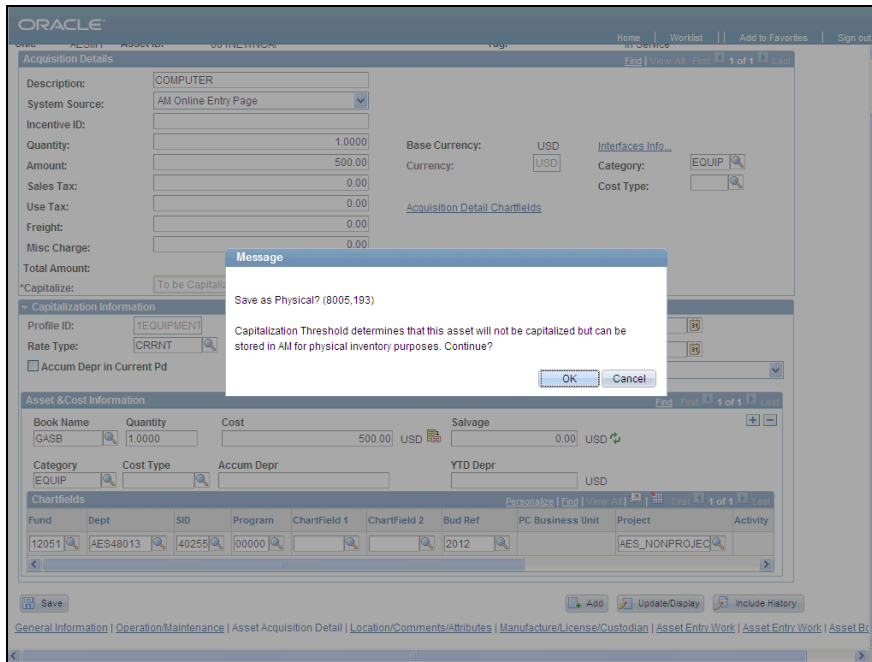 ORACLE
Home | Worklist | | Add to Favorites | Sign out
Unit: Asset ID: Tag: In Service
Acquisition Details Find | View All First 1 of 1 Last
Description: COMPUTER
System Source: AM Online Entry Page
Incentive ID:
Quantity: 1.0000 Base Currency: USD Interfaces Info...
Amount: 500.00 Currency: USD Category: EQUIP
Sales Tax: 0.00 Cost Type:
Use Tax: 0.00 Acquisition Detail Chartfields
Freight: 0.00
Misc Charge: 0.00
Total Amount:
*Capitalize: To be Capitaliz
Message
Save as Physical? (8005,193)
Capitalization Threshold determines that this asset will not be capitalized but can be
stored in AM for physical inventory purposes. Continue?
OK Cancel
Capitalization Information
Profile ID: 1EQUIPMENT
Rate Type: CRRNT
Accum Depr in Current Pd
Asset &Cost Information Find First 1 of 1 Last
Book Name Quantity Cost Salvage
GASB 1.0000 500.00 USD 0.00 USD
Category Cost Type Accum Depr YTD Depr
EQUIP USD
Chartfields Personalize | Find | View All | First 1 of 1 Last
Fund Dept SID Program ChartField 1 ChartField 2 Bud Ref PC Business Unit Project Activity
12051 AES48013 40255 00000 2012 AES_NONPROJEC
Save Add Update/Display Include History
General Information | Operation/Maintenance | Asset Acquisition Detail | Location/Comments/Attributes | Manufacture/License/Custodian | Asset Entry Work | Asset Entry Work | Asset Bo